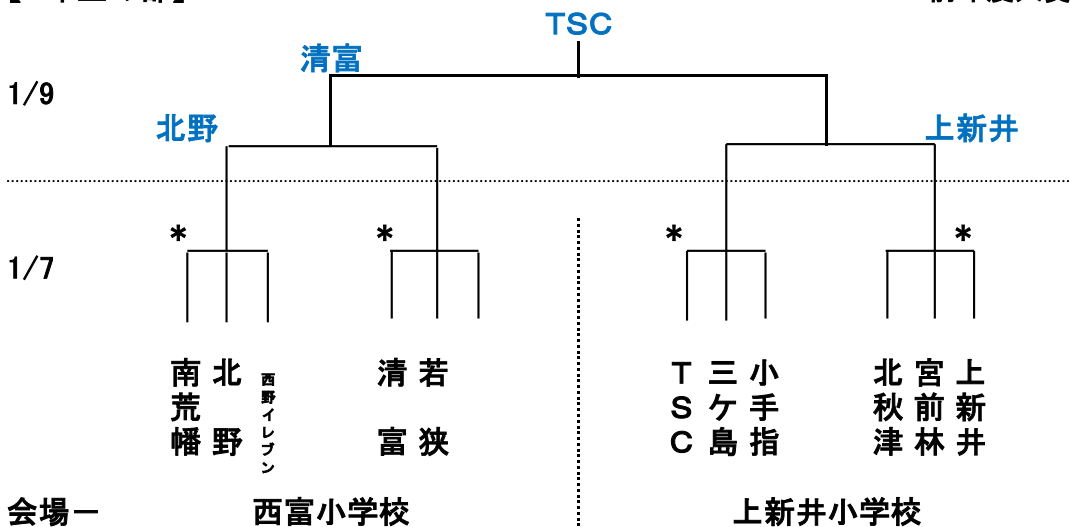 TSC
清富
1/9
北野
上新井
*
*
*
*
1/7
南荒幡
北野
西野イレブン
清富
若狭
TSC
三ケ島
小手指
北秋津
宮前林
上新井
会場ー
西富小学校
上新井小学校